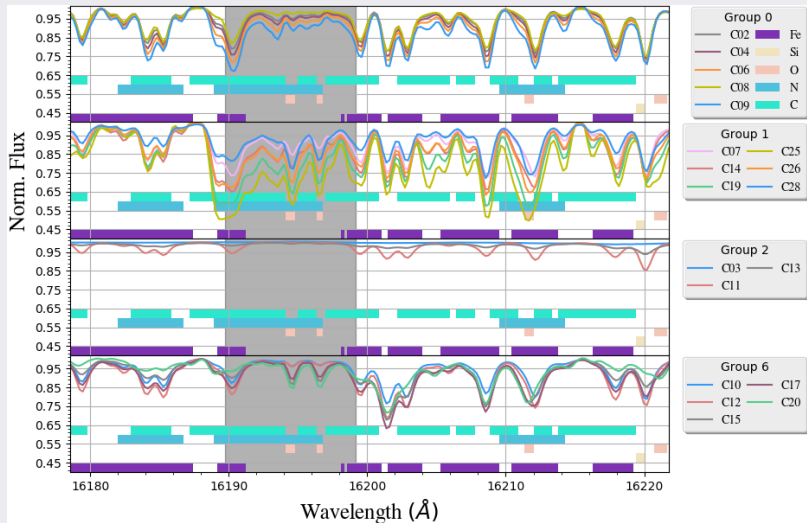 0.95
0.85
0.75
0.65
0.55
0.45
0.95
0.85
0.75
0.65
0.55
0.45
0.95
0.85
0.75
0.65
0.55
0.45
0.95
0.85
0.75
0.65
0.55
0.45
Norm. Flux
16180 16190 16200 16210 16220
Wavelength (Å)
Group 0
C02 Fe
C04 Si
C06 O
C08 N
C09 C
Group 1
C07 C25
C14 C26
C19 C28
Group 2
C03 C13
C11
Group 6
C10 C17
C12 C20
C15